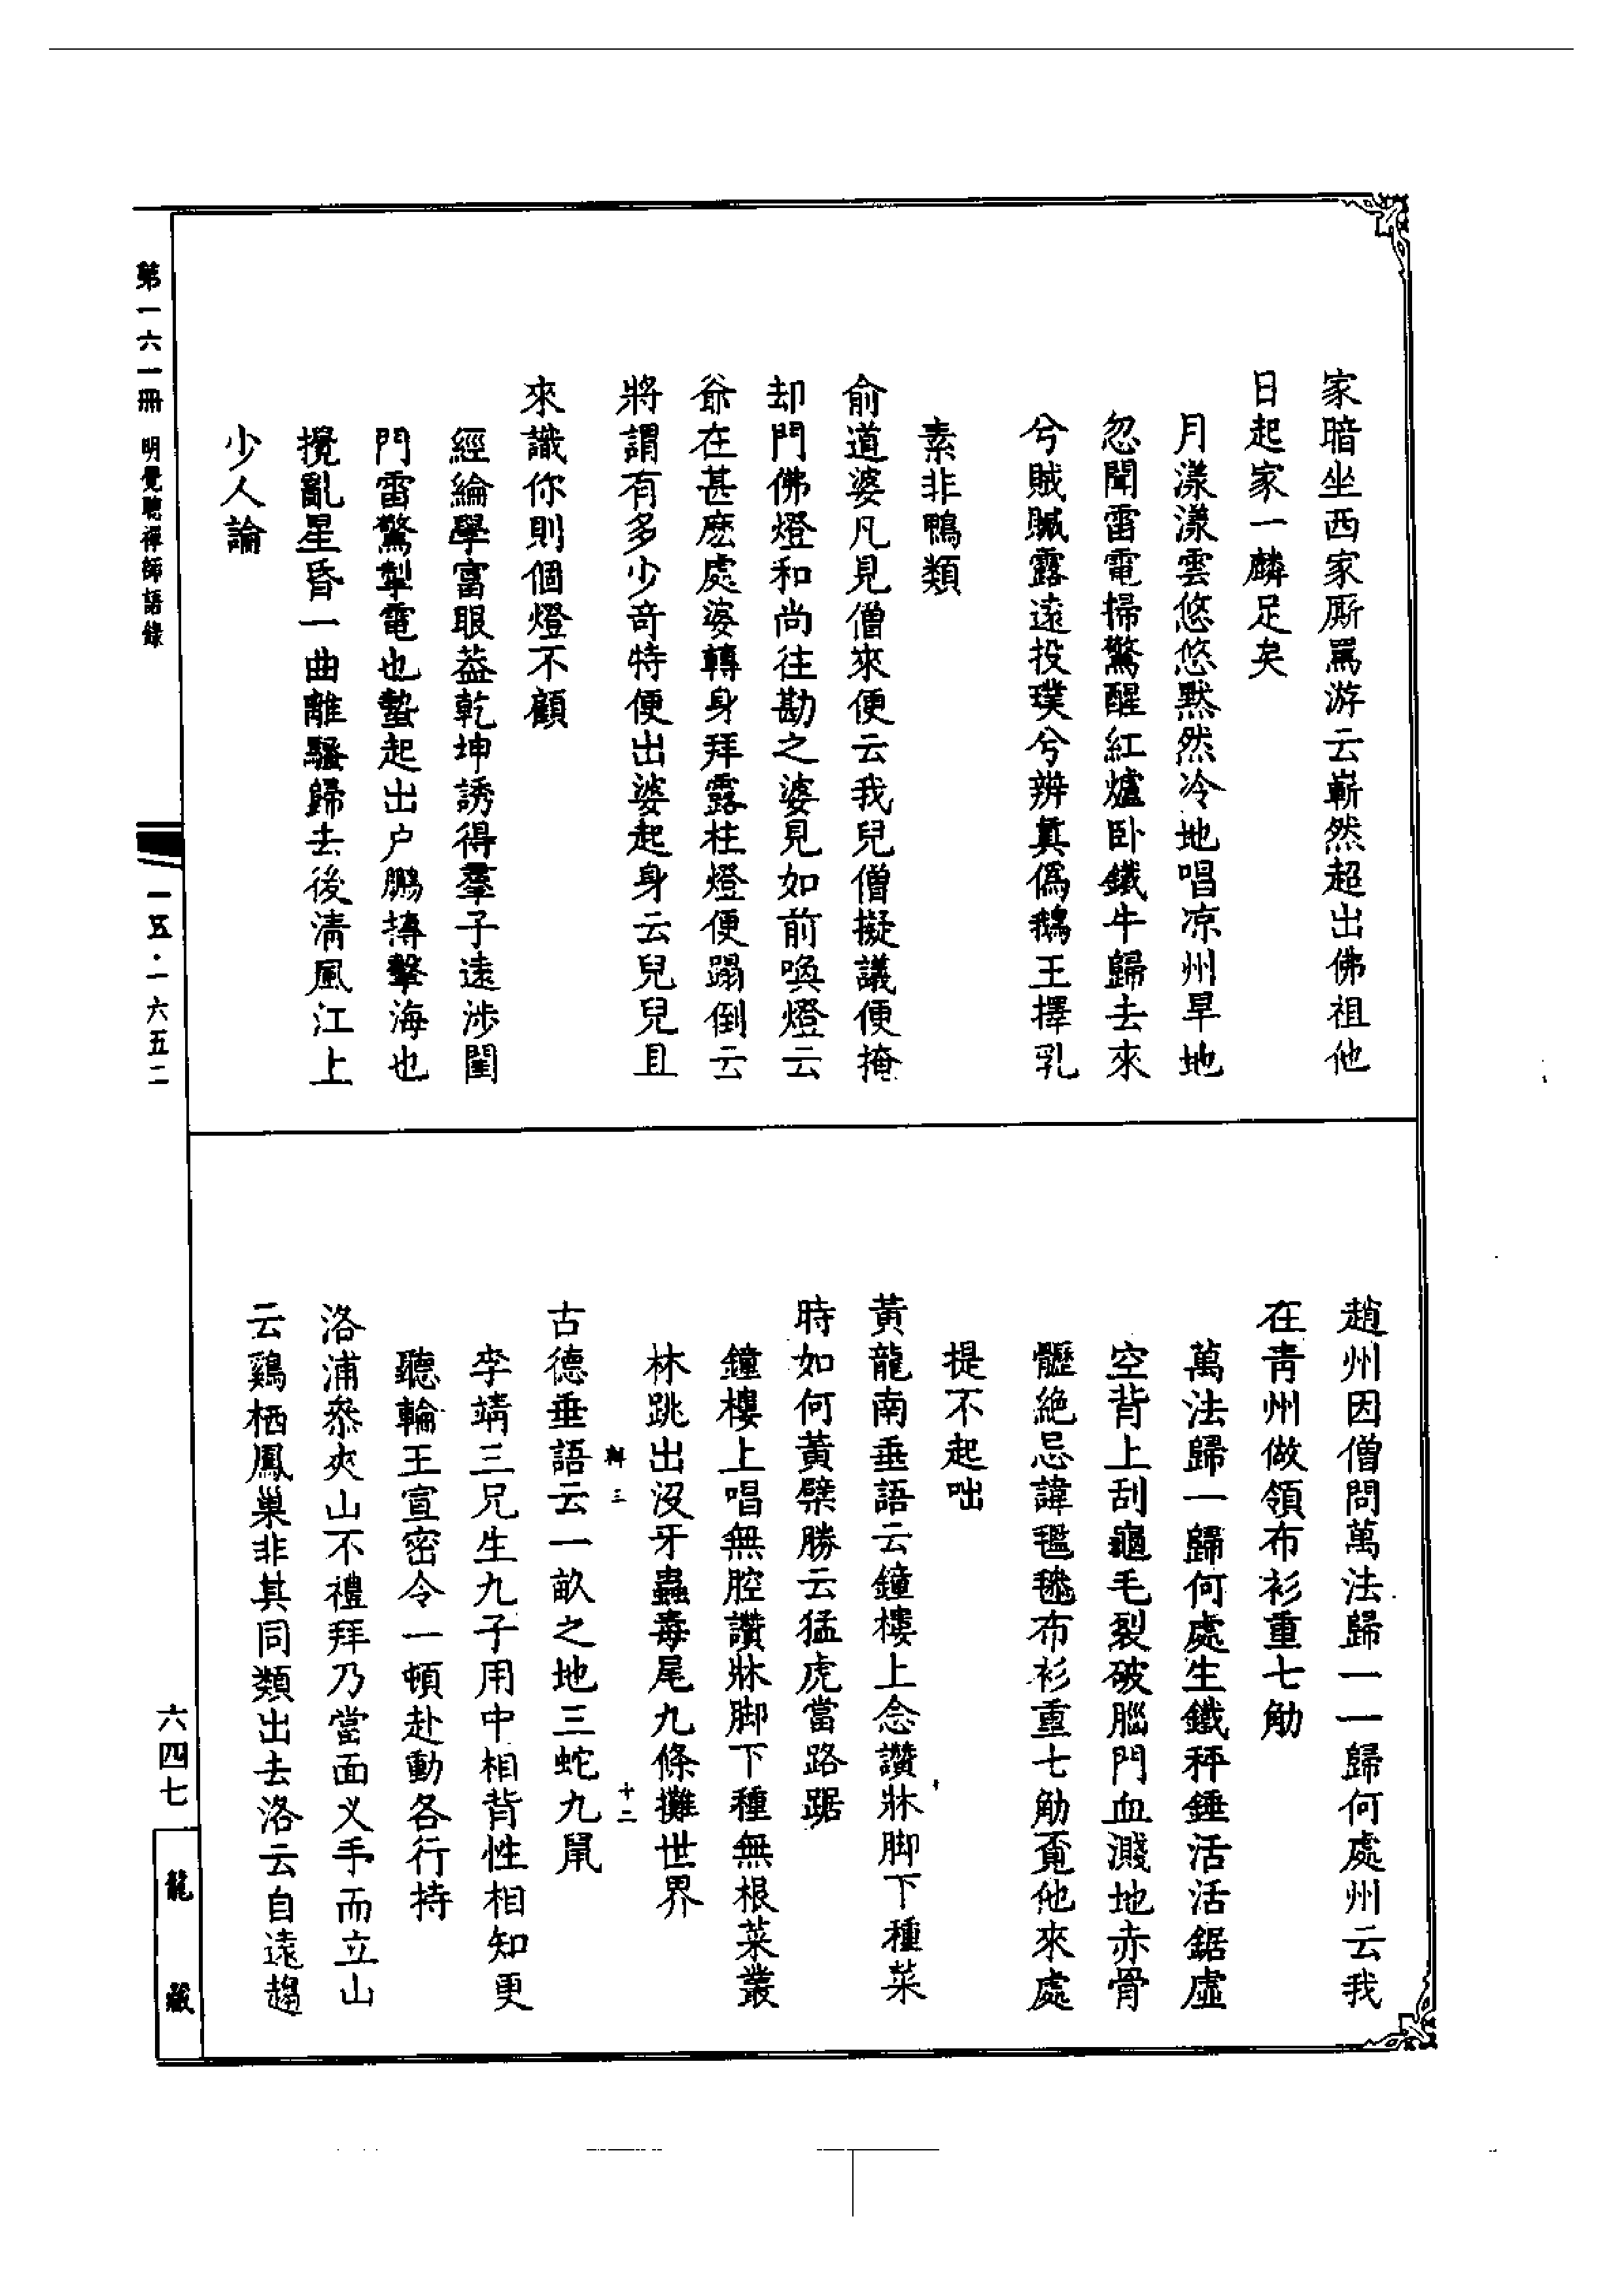 家暗坐西家厮罵游云嶄然超出佛祖他
日起家一麟足矣
月漾漾雲悠悠默然冷地唱凉州旱地
忽聞雷電掃驚醒紅爐卧鐵牛歸去來
兮賊贓露遠投璞兮辨真僞鵝王擇乳
素非鴨類
俞道婆凡見僧來便云我兒僧擬議便掩
却門佛燈和尚往勘之婆見如前喚燈云
爺在甚麽處婆轉身拜露柱燈便蹋倒云
將謂有多少奇特便出婆起身云兒兒且
來識你則個燈不顧
經綸學富眼蓋乾坤誘得羣子遠涉閫
門雷驚掣電也蟄起出户鵬摶擊海也
攪亂星昏一曲離騷歸去後清風江上
少人論
趙州因僧問萬法歸一一歸何處州云我
在青州做領布衫重七觔
萬法歸一歸何處生鐵秤錘活活鋸虛
空背上刮龜毛裂破腦門血濺地赤骨
髏絶忌諱毺毯布衫重七觔覔他來處
提不起咄
黃龍南垂語云鐘樓上念讚牀脚下種菜
時如何黃檗勝云猛虎當路踞
鐘樓上唱無腔讚牀脚下種無根菜叢
林跳出沒牙蟲毒尾九條攤世界
古德垂語云一畝之地三蛇九鼠
李靖三兄生九子用中相背性相知更
聽輪王宣密令一頓赴動各行持
洛浦叅夾山不禮拜乃當面义手而立山
云鷄栖鳳巢非其同類出去洛云自遠趨
三
十二
第一六一冊 明覺聰禪師語錄
一五·一六五二
六四七
龍藏